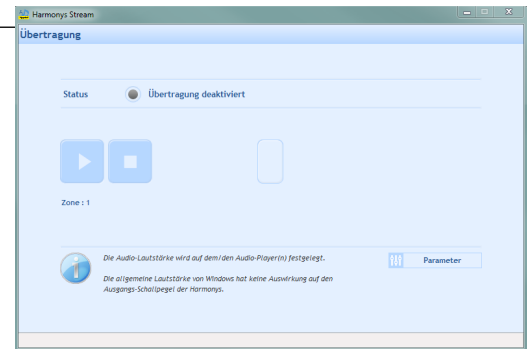 Harmonys Stream
Übertragung
Status
Übertragung deaktiviert
Zone : 1
Die Audio-Lautstärke wird auf dem/den Audio-Player(n) festgelegt.
Die allgemeine Lautstärke von Windows hat keine Auswirkung auf den
Ausgangs-Schallpegel der Harmonys.
Parameter